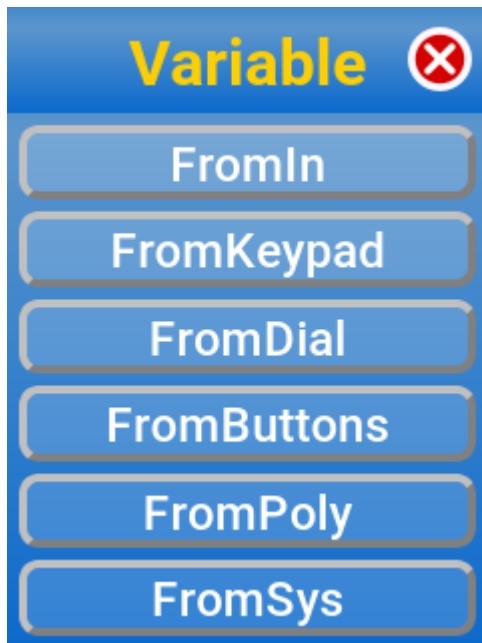 Variable
FromIn
FromKeypad
FromDial
FromButtons
FromPoly
FromSys